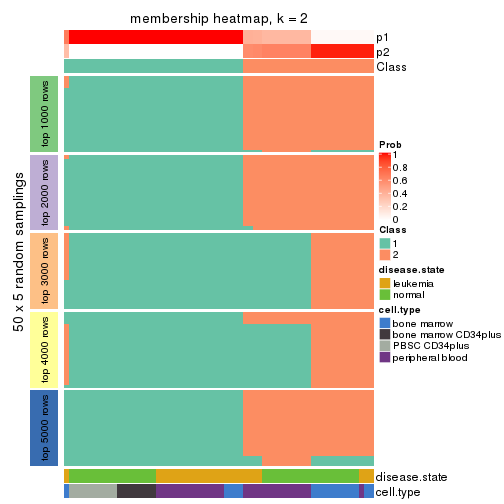 membership heatmap, k = 2
p1
p2
Class
50 x 5 random samplings
top 1000 rows
top 2000 rows
top 3000 rows
top 4000 rows
top 5000 rows
Prob
1
0.8
0.6
0.4
0.2
0
Class
1
2
disease.state
leukemia
normal
cell.type
bone marrow
bone marrow CD34plus
PBSC CD34plus
peripheral blood
disease.state
cell.type